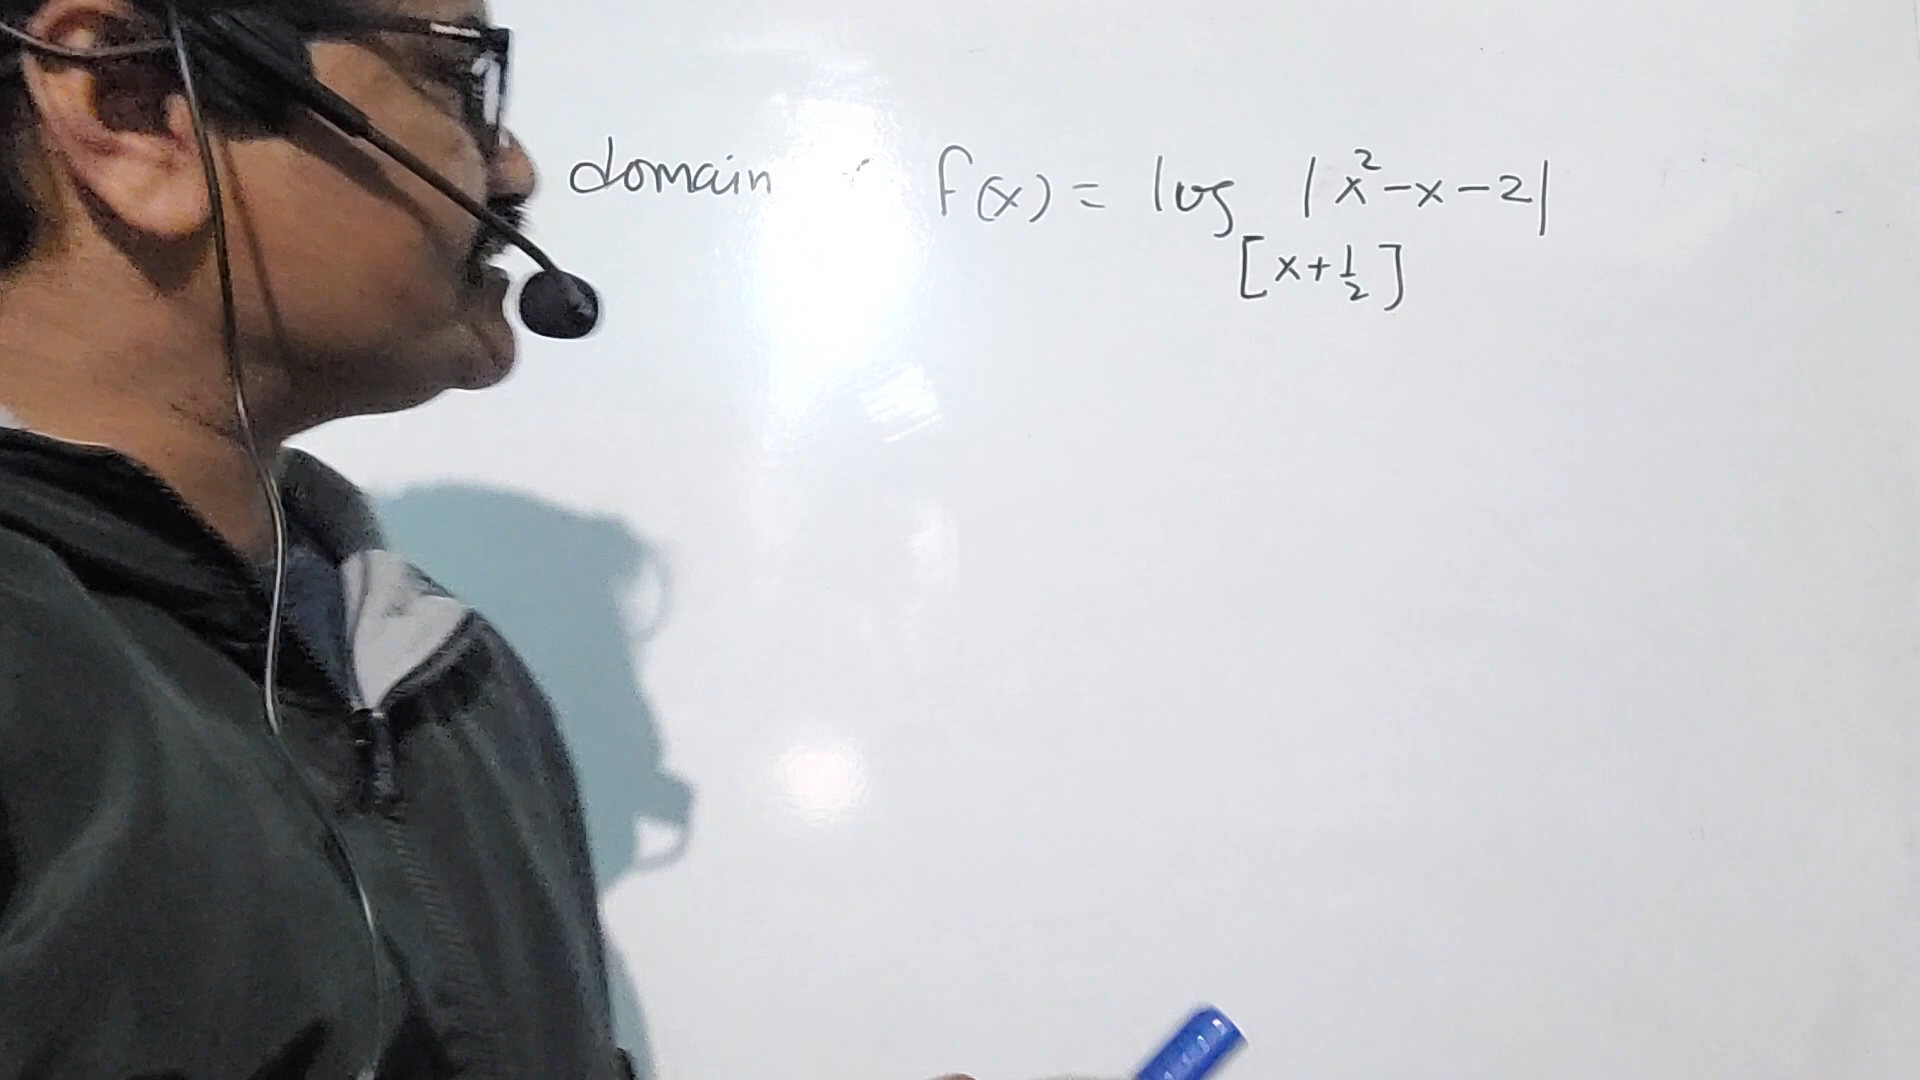 domain f(x) = log |x²-x-2|
[x+½]